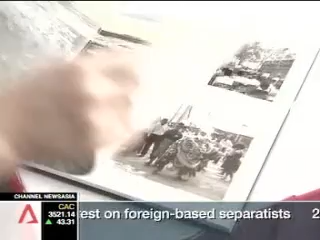 CHANNEL NEWSASIA
CAC
3521.14
▲ 43.31
est on foreign-based separatists
2